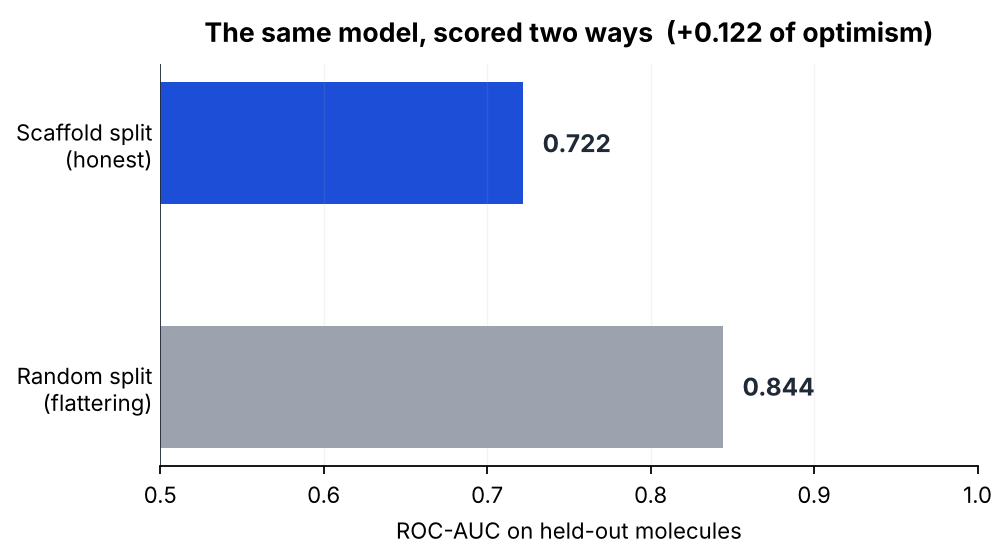 The same model, scored two ways  (+0.122 of optimism)
Scaffold split
(honest)
0.722
Random split
(flattering)
0.844
0.5 0.6 0.7 0.8 0.9 1.0
ROC-AUC on held-out molecules